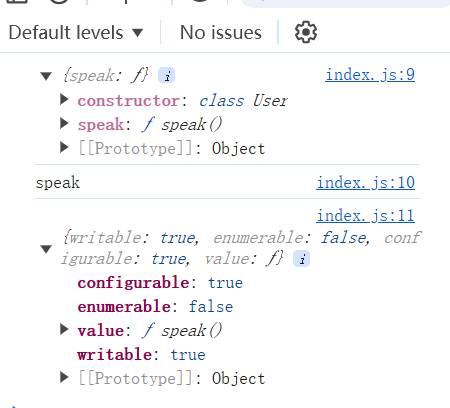 Default levels ▼ No issues
▼ {speak: ƒ} i index.js:9
▶ constructor: class User
▶ speak: ƒ speak()
▶ [[Prototype]]: Object
speak index.js:10
index.js:11
{writable: true, enumerable: false, conf
▼ igurable: true, value: ƒ} i
configurable: true
enumerable: false
▶ value: ƒ speak()
writable: true
▶ [[Prototype]]: Object